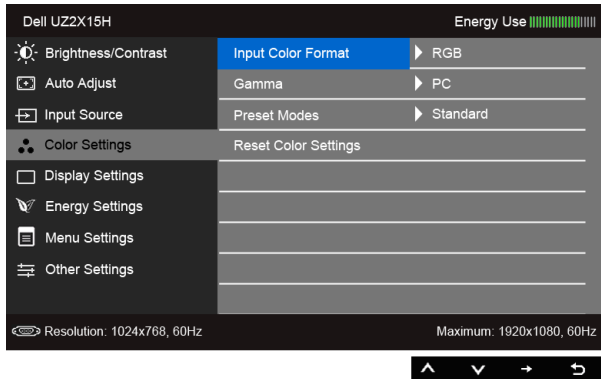 Dell UZ2X15H
Energy Use
Brightness/Contrast
Input Color Format
RGB
Auto Adjust
Gamma
PC
Input Source
Preset Modes
Standard
Color Settings
Reset Color Settings
Display Settings
Energy Settings
Menu Settings
Other Settings
Resolution: 1024x768, 60Hz
Maximum: 1920x1080, 60Hz